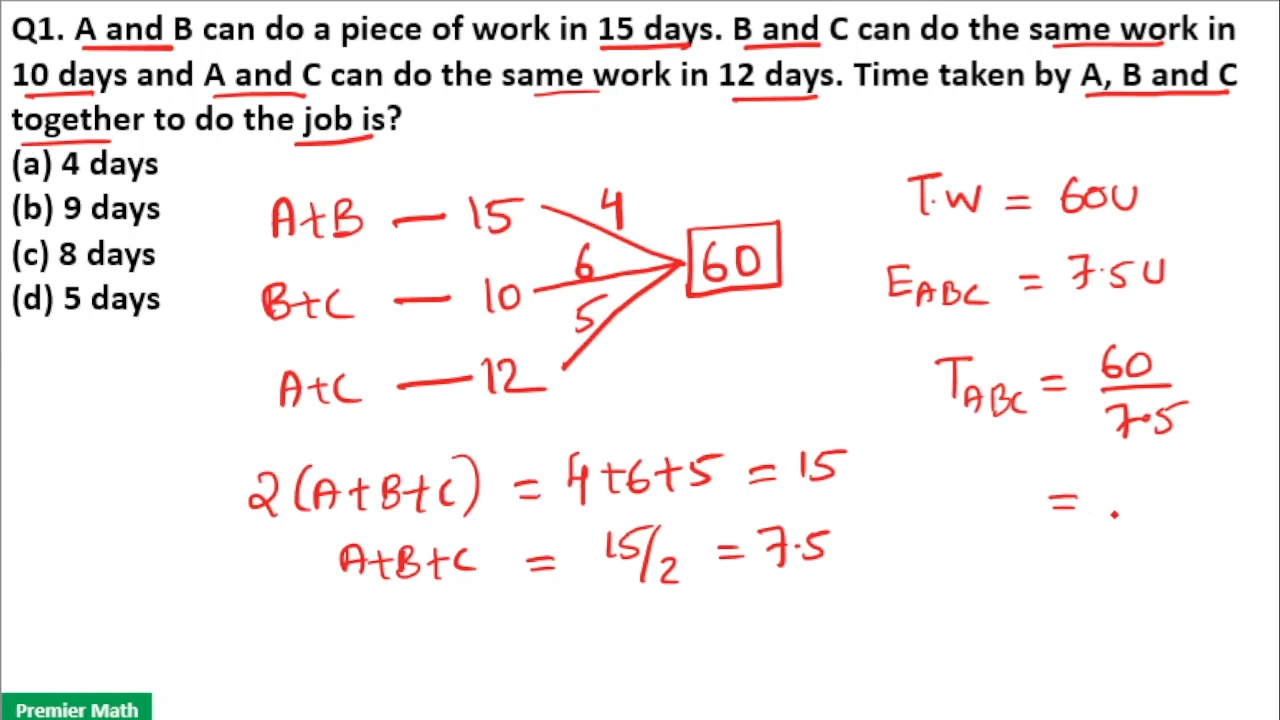 Q1. A and B can do a piece of work in 15 days. B and C can do the same work in
10 days and A and C can do the same work in 12 days. Time taken by A, B and C
together to do the job is?
(a) 4 days
(b) 9 days
(c) 8 days
(d) 5 days
A+B — 15 4
B+C — 10 6
A+C — 12 5
60
2(A+B+C) = 4+6+5 = 15
A+B+C = 15/2 = 7.5
T.W = 60U
EABC = 7.5U
TABC = 60
7.5
= .
Premier Math